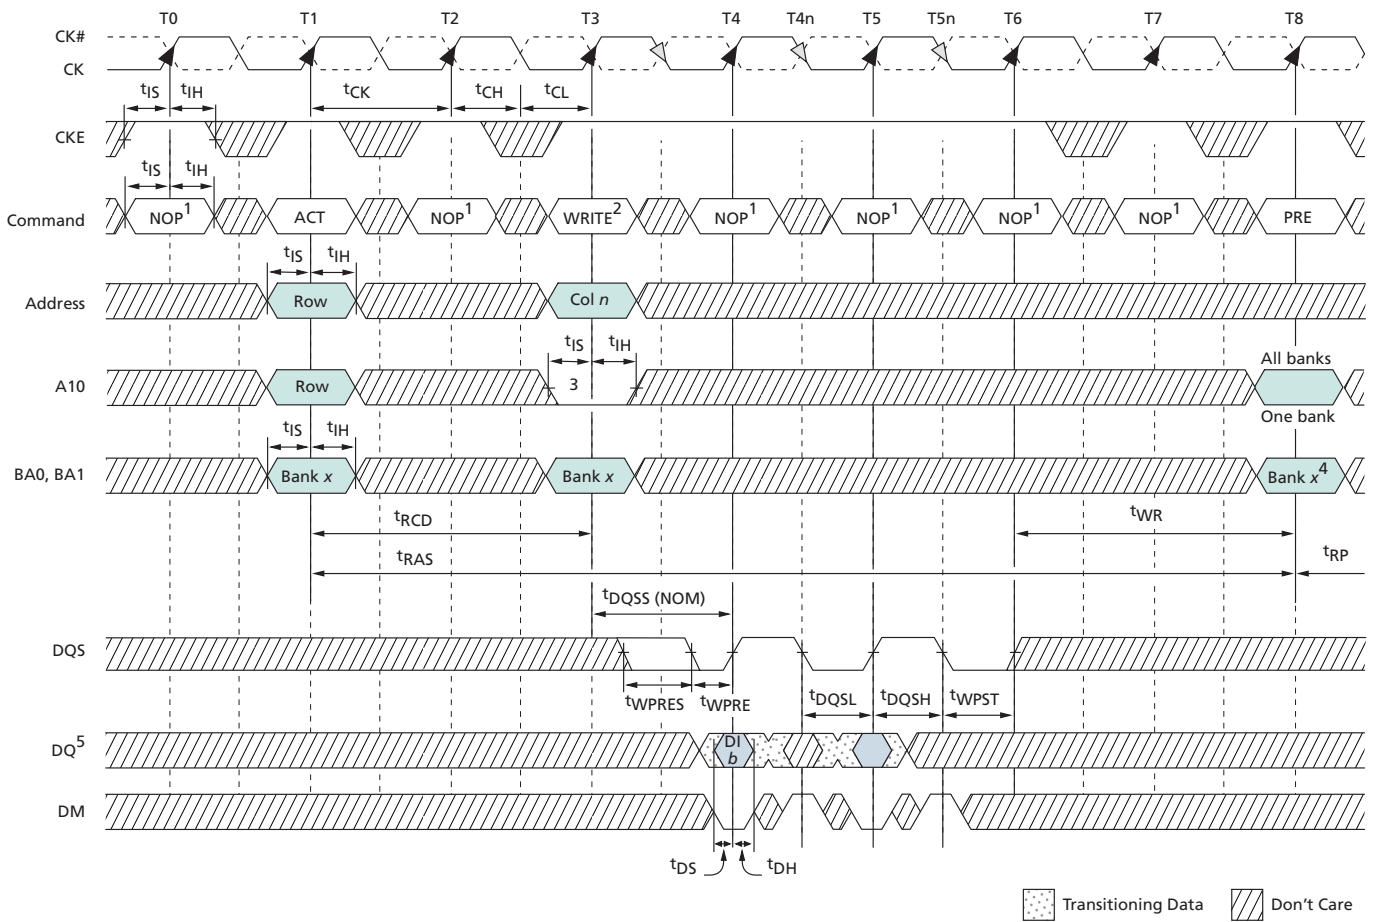 T0 T1 T2 T3 T4 T4n T5 T5n T6 T7 T8
CK#
CK
tIS tIH tCK tCH tCL
CKE
tIS tIH
Command NOP1 ACT NOP1 WRITE2 NOP1 NOP1 NOP1 NOP1 PRE
tIS tIH
Address Row Col n
tIS tIH
All banks
A10 Row 3
One bank
tIS tIH
BA0, BA1 Bank x Bank x Bank x4
tRCD tWR
tRAS tRP
tDQSS (NOM)
DQS
tWPRES tWPRE tDQSL tDQSH tWPST
DQ5 DI
b
DM
tDS tDH
Transitioning Data Don't Care